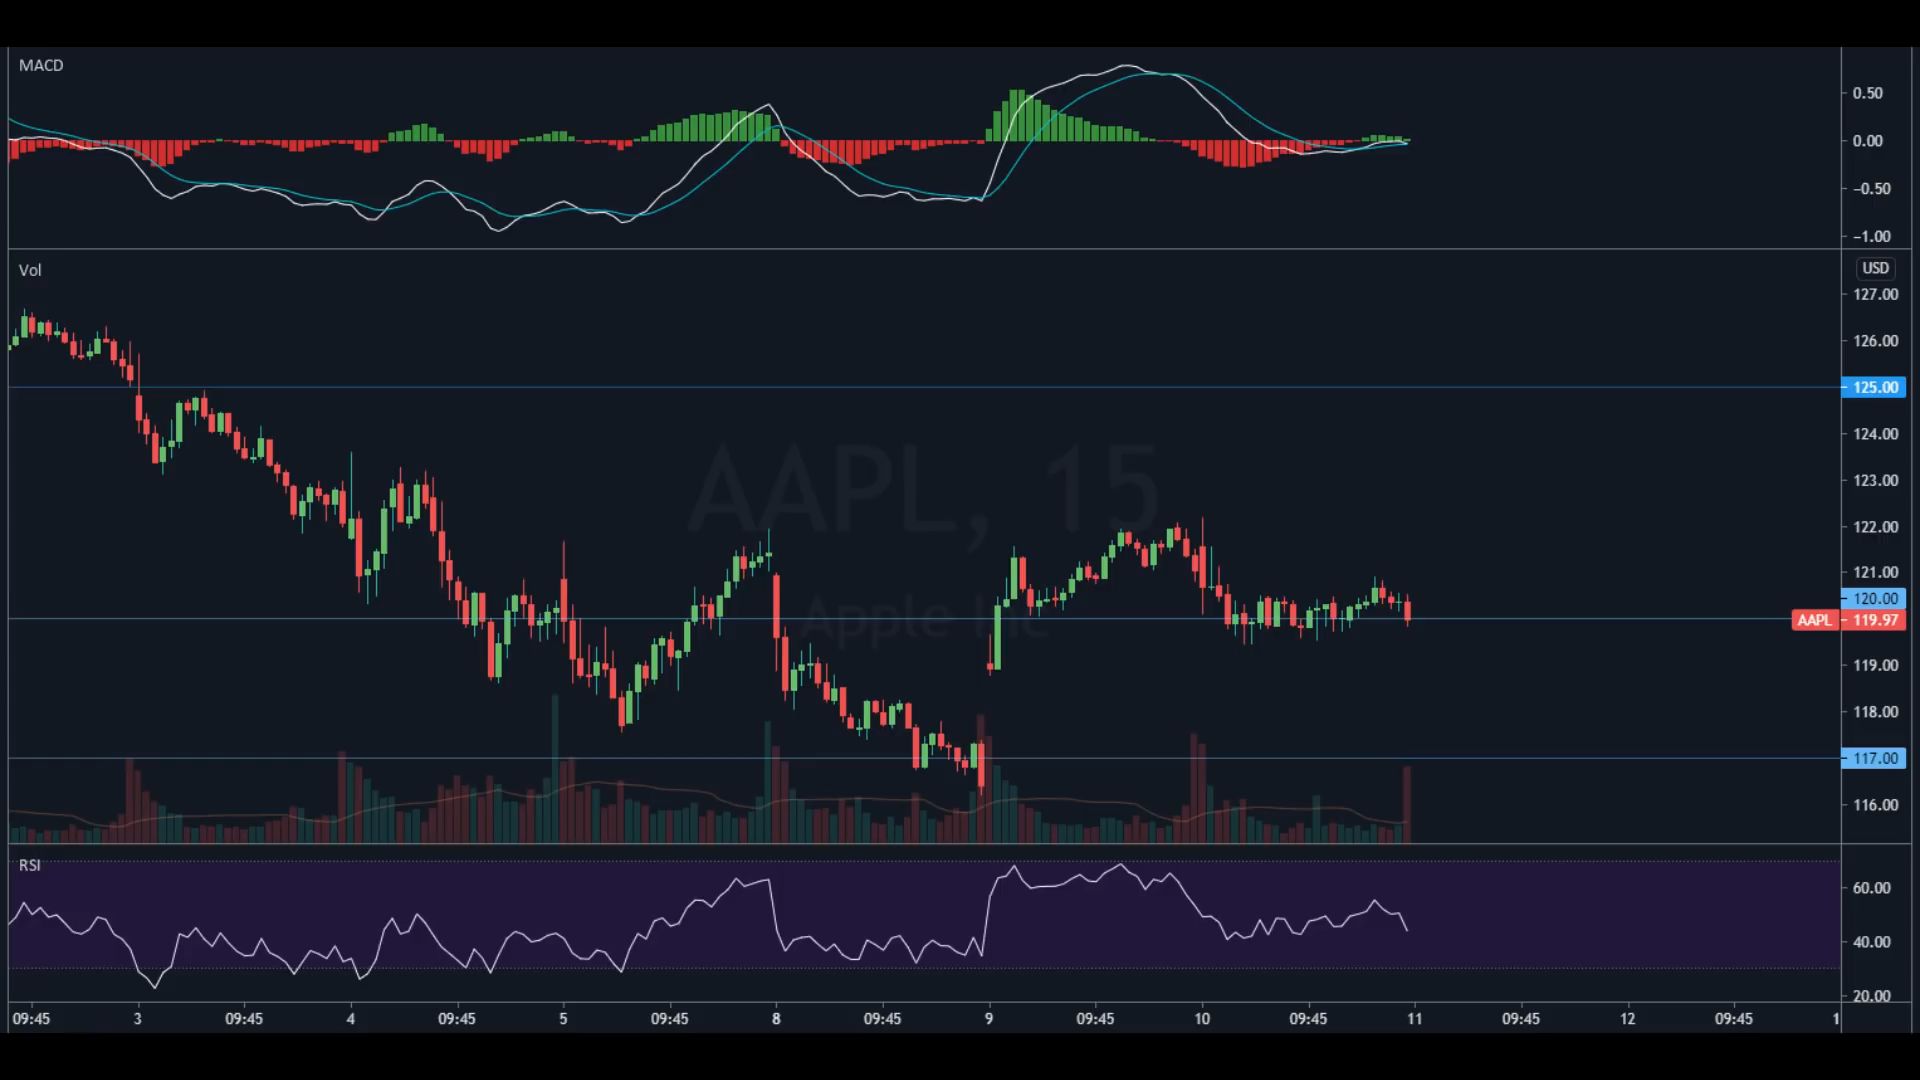 MACD
0.50
0.00
−0.50
−1.00
Vol
USD
127.00
126.00
125.00
124.00
123.00
122.00
121.00
120.00
AAPL 119.97
119.00
118.00
117.00
116.00
AAPL, 15
Apple Inc
RSI
60.00
40.00
20.00
09:45 3 09:45 4 09:45 5 09:45 8 09:45 9 09:45 10 09:45 11 09:45 12 09:45 1